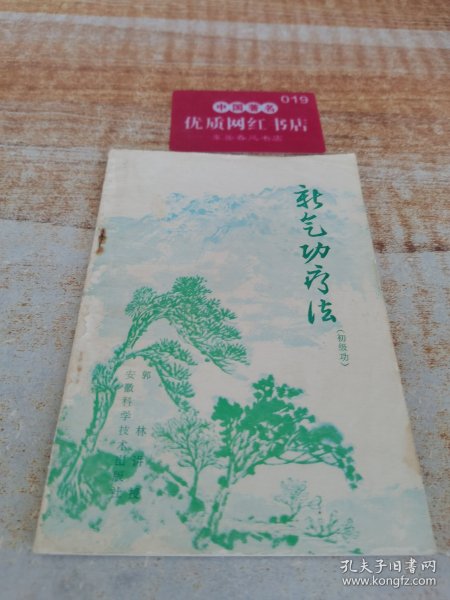 019
中国著名
优质网红书店
新气功疗法
(初级功)
郭林讲授
安徽科学技术出版社
孔夫子旧书网
www.kongfz.com